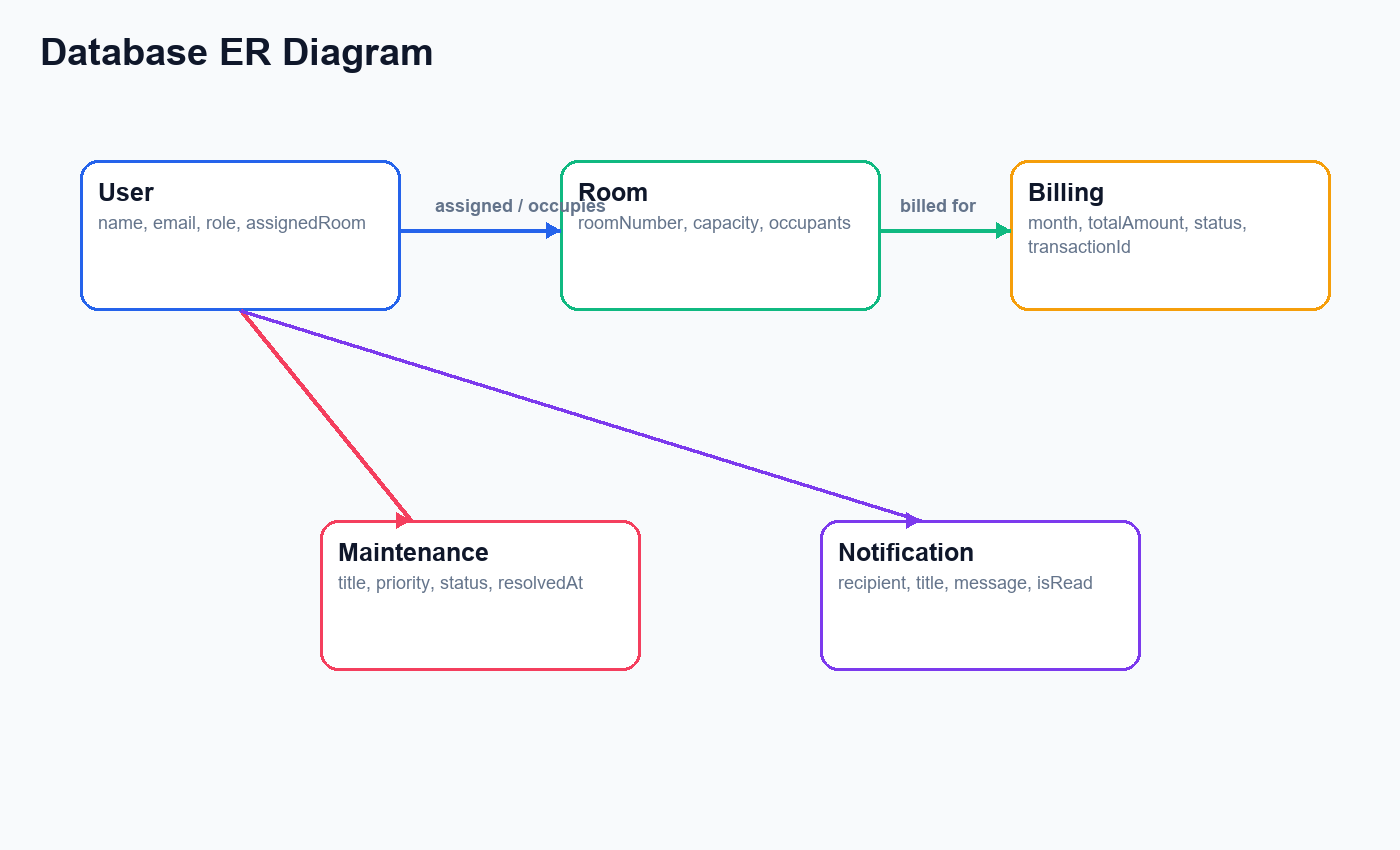 Database ER Diagram
User
name, email, role, assignedRoom
assigned / occupies
Room
roomNumber, capacity, occupants
billed for
Billing
month, totalAmount, status,
transactionId
Maintenance
title, priority, status, resolvedAt
Notification
recipient, title, message, isRead